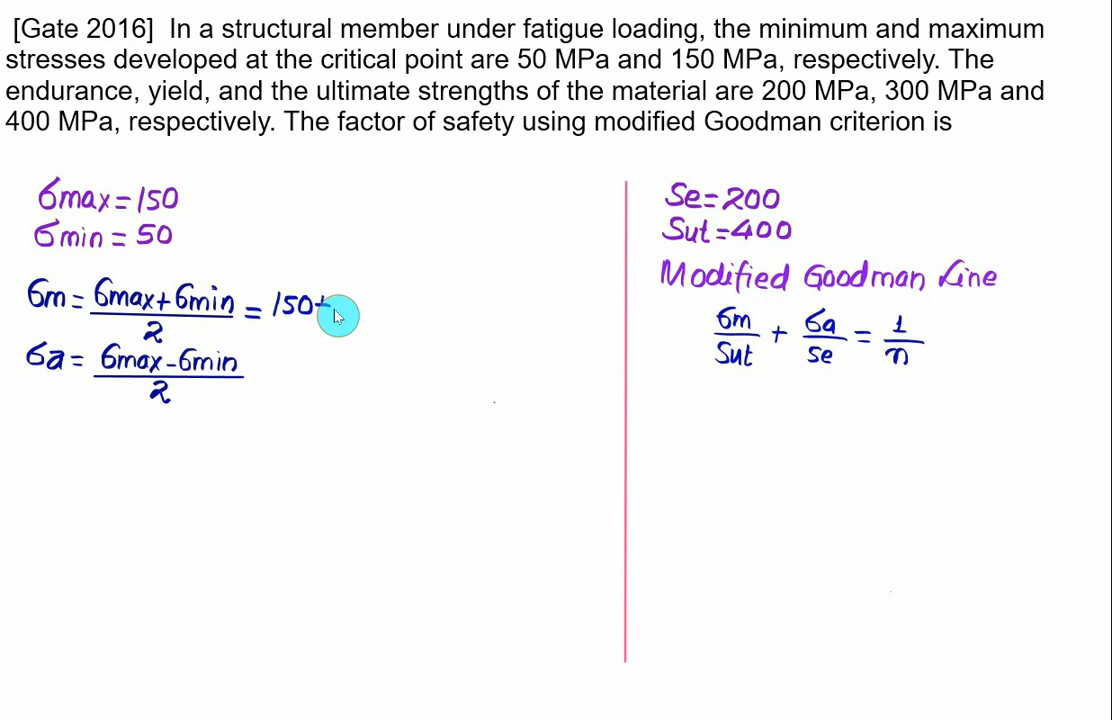 [Gate 2016] In a structural member under fatigue loading, the minimum and maximum
stresses developed at the critical point are 50 MPa and 150 MPa, respectively. The
endurance, yield, and the ultimate strengths of the material are 200 MPa, 300 MPa and
400 MPa, respectively. The factor of safety using modified Goodman criterion is
σmax = 150
σmin = 50
σm = (σmax + σmin)/2 = 150+
σa = (σmax - σmin)/2
Se = 200
Sut = 400
Modified Goodman Line
σm/Sut + σa/Se = 1/n